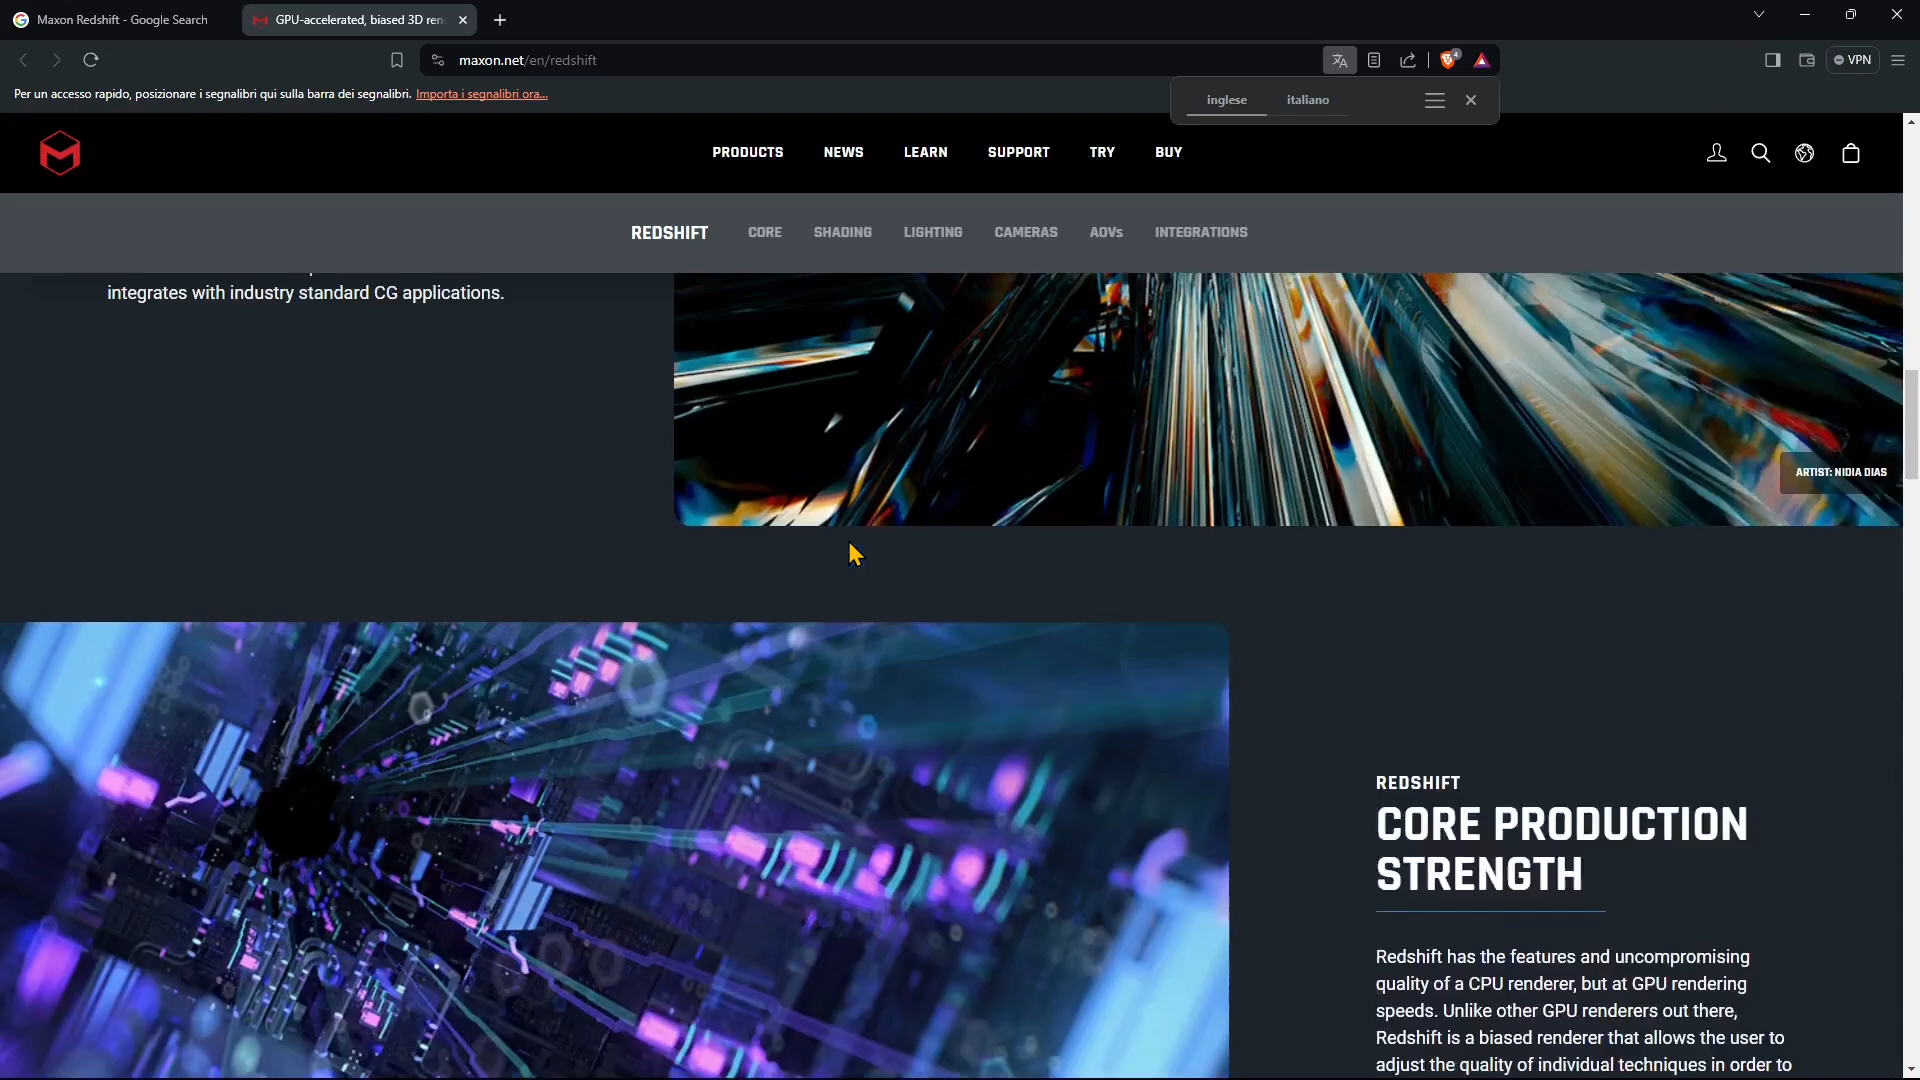 Maxon Redshift - Google Search
GPU-accelerated, biased 3D ren
maxon.net/en/redshift
4
VPN
Per un accesso rapido, posizionare i segnalibri qui sulla barra dei segnalibri. Importa i segnalibri ora...
inglese
italiano
PRODUCTS
NEWS
LEARN
SUPPORT
TRY
BUY
REDSHIFT
CORE
SHADING
LIGHTING
CAMERAS
AOVs
INTEGRATIONS
integrates with industry standard CG applications.
ARTIST: NIDIA DIAS
REDSHIFT
CORE PRODUCTION
STRENGTH
Redshift has the features and uncompromising
quality of a CPU renderer, but at GPU rendering
speeds. Unlike other GPU renderers out there,
Redshift is a biased renderer that allows the user to
adjust the quality of individual techniques in order to